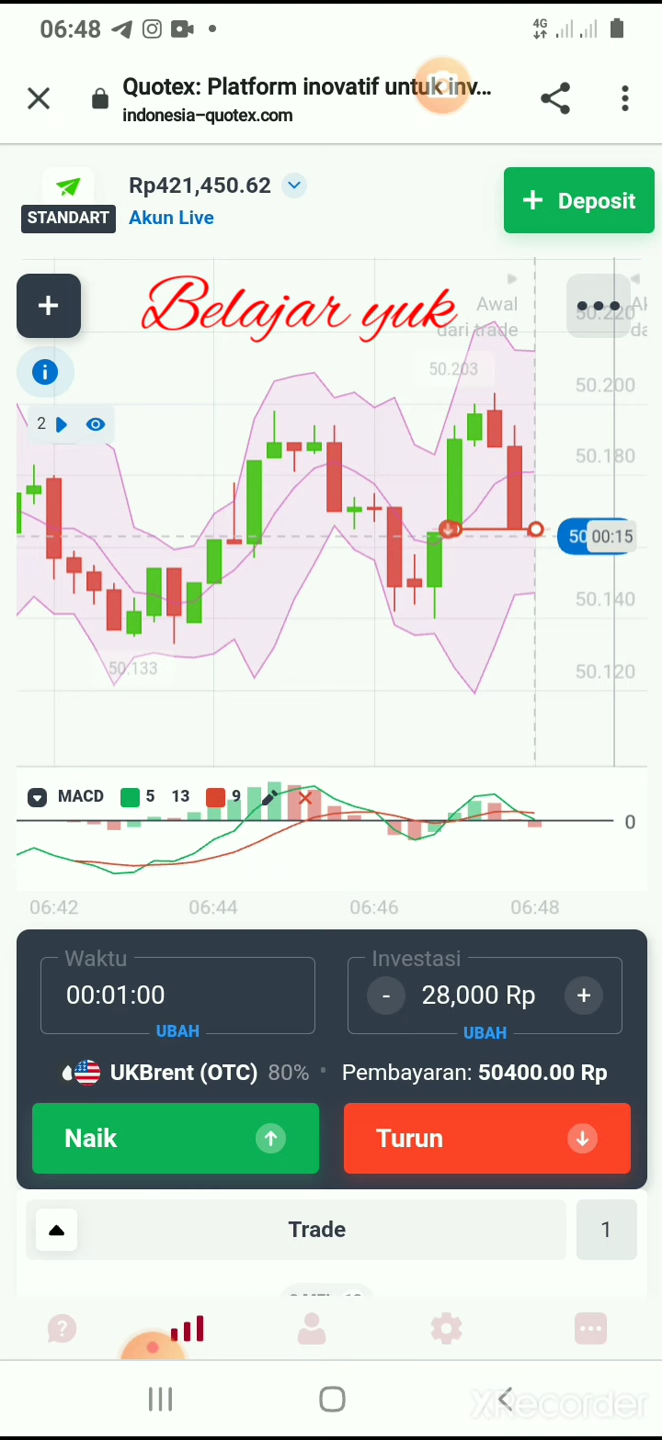 06:48
4G
Quotex: Platform inovatif untuk inv...
indonesia-quotex.com
Rp421,450.62
STANDART
Akun Live
+ Deposit
Belajar yuk
Awal
dari trade
50.220
50.203
50.200
2
50.180
00:15
50.140
50.133
50.120
MACD 5 13 9
0
06:42 06:44 06:46 06:48
Waktu
Investasi
00:01:00
- 28,000 Rp +
UBAH
UBAH
UKBrent (OTC) 80% • Pembayaran: 50400.00 Rp
Naik
Turun
Trade
1
XRecorder